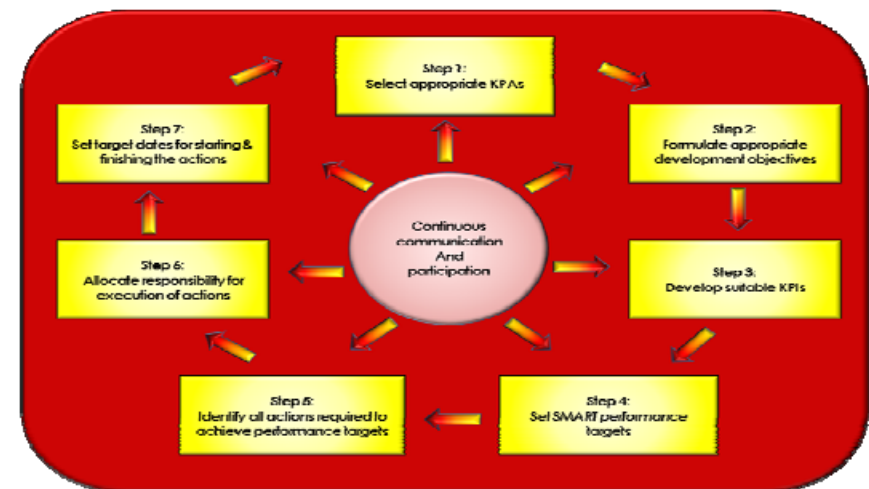 Step 1:
Select appropriate KPAs
Step 2:
Formulate appropriate
development objectives
Step 3:
Develop suitable KPIs
Step 4:
Set SMART performance
targets
Step 5:
Identify all actions required to
achieve performance targets
Step 6:
Allocate responsibility for
execution of actions
Step 7:
Set target dates for starting &
finishing the actions
Continuous
communication
And
participation